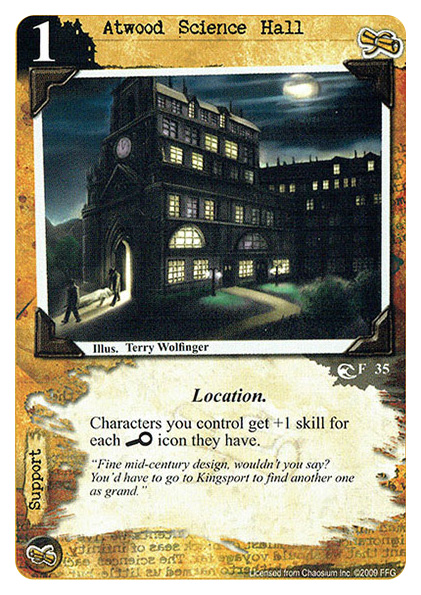 1
Atwood Science Hall
Illus. Terry Wolfinger
F 35
Location.
Characters you control get +1 skill for
each icon they have.
“Fine mid-century design, wouldn’t you say?
You’d have to go to Kingsport to find another one
as grand.”
Support
Licensed from Chaosium Inc. ©2009 FFG